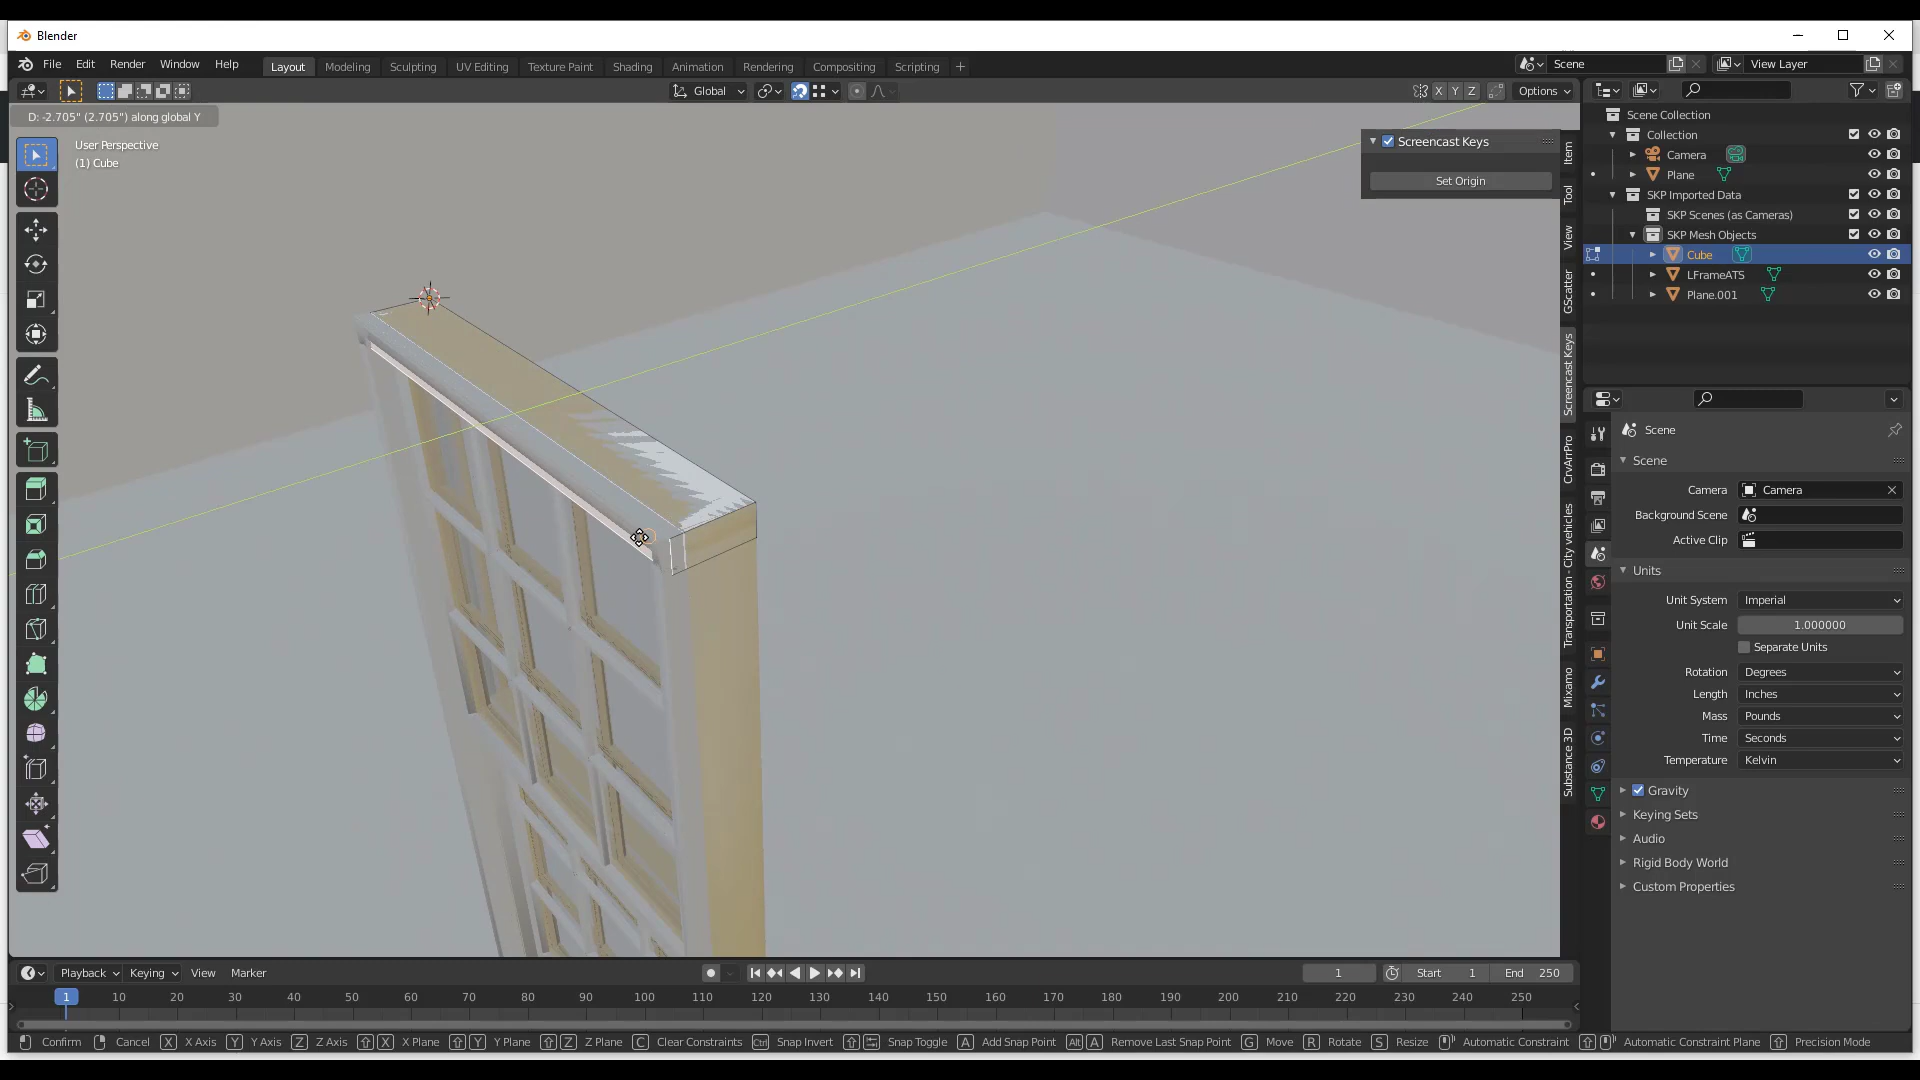 Blender
File Edit Render Window Help
Layout Modeling Sculpting UV Editing Texture Paint Shading Animation Rendering Compositing Scripting
Scene View Layer
Global
X Y Z Options
D: -2.705" (2.705") along global Y
User Perspective
(1) Cube
Screencast Keys
Set Origin
Item
Tool
View
GScatter
Screencast Keys
CrvArrPro
Transportation - City vehicles
Mixamo
Substance 3D
Scene Collection
Collection
Camera
Plane
SKP Imported Data
SKP Scenes (as Cameras)
SKP Mesh Objects
Cube
LFrameATS
Plane.001
Scene
Scene
Camera Camera
Background Scene
Active Clip
Units
Unit System Imperial
Unit Scale 1.000000
Separate Units
Rotation Degrees
Length Inches
Mass Pounds
Time Seconds
Temperature Kelvin
Gravity
Keying Sets
Audio
Rigid Body World
Custom Properties
Playback Keying View Marker
1 Start 1 End 250
1 10 20 30 40 50 60 70 80 90 100 110 120 130 140 150 160 170 180 190 200 210 220 230 240 250
Confirm Cancel X X Axis Y Y Axis Z Z Axis X X Plane Y Y Plane Z Z Plane C Clear Constraints Ctrl Snap Invert Snap Toggle A Add Snap Point Alt A Remove Last Snap Point G Move R Rotate S Resize Automatic Constraint Automatic Constraint Plane Precision Mode